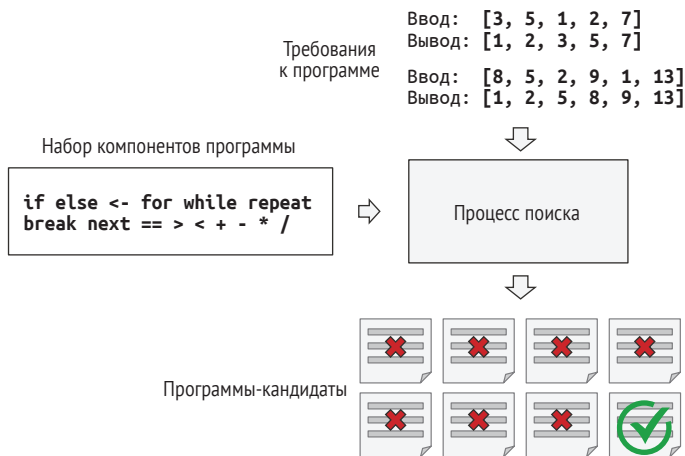 Требования
к программе
Ввод: [3, 5, 1, 2, 7]
Вывод: [1, 2, 3, 5, 7]
Ввод: [8, 5, 2, 9, 1, 13]
Вывод: [1, 2, 5, 8, 9, 13]
Набор компонентов программы
if else <- for while repeat
break next == > < + - * /
Процесс поиска
Программы-кандидаты